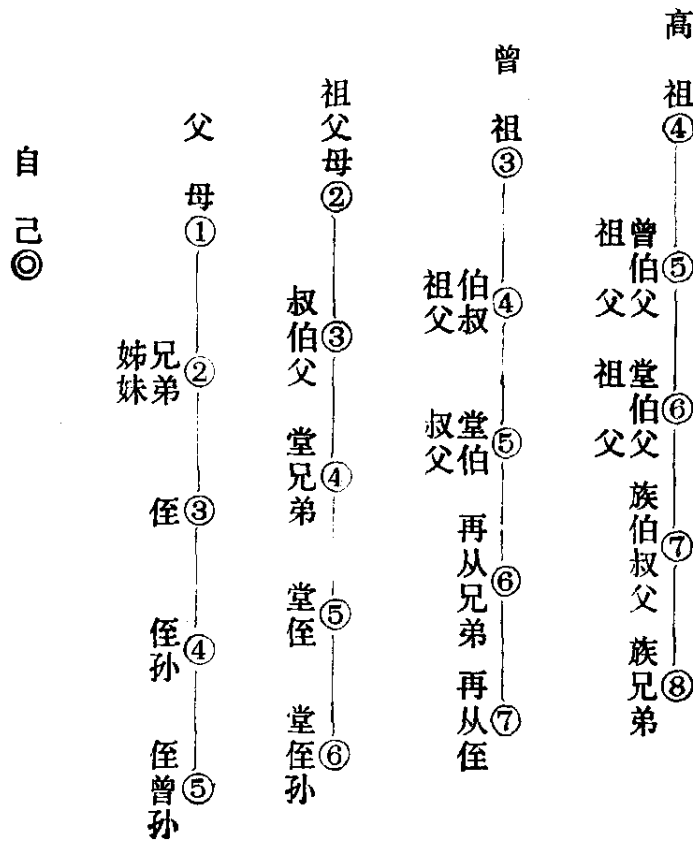 高祖④
曾伯父⑤
祖父
堂伯父⑥
祖父
族伯叔父⑦
族兄弟⑧
曾祖③
伯叔④
祖父
堂伯⑤
叔父
再从兄弟⑥
再从侄⑦
祖父母②
叔伯父③
堂兄弟④
堂侄⑤
堂侄孙⑥
父母①
兄弟②
姊妹
侄③
侄孙④
侄曾孙⑤
自己◎